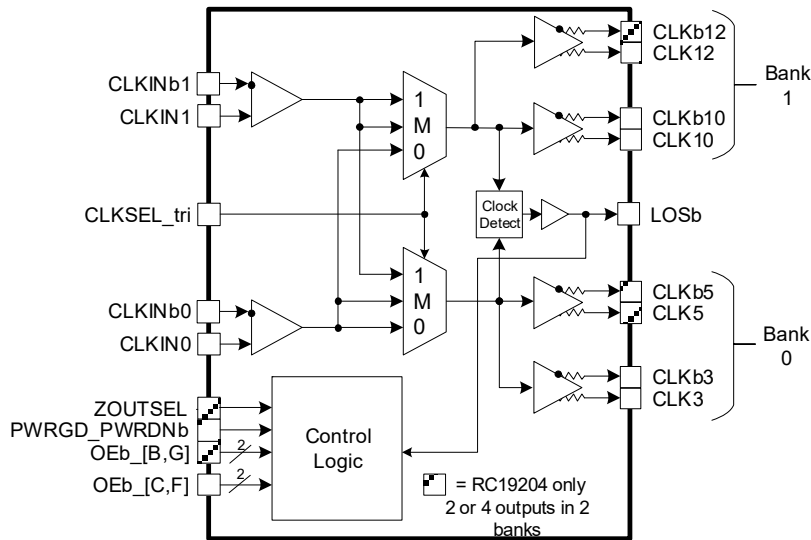 CLKb12
CLK12
Bank
1
CLKINb1
CLKIN1
1
M
0
CLKb10
CLK10
CLKSEL_tri
Clock
Detect
LOSb
CLKINb0
CLKIN0
1
M
0
CLKb5
CLK5
Bank
0
CLKb3
CLK3
ZOUTSEL
PWRGD_PWRDNb
OEb_[B,G]
2
OEb_[C,F]
2
Control
Logic
= RC19204 only
2 or 4 outputs in 2
banks